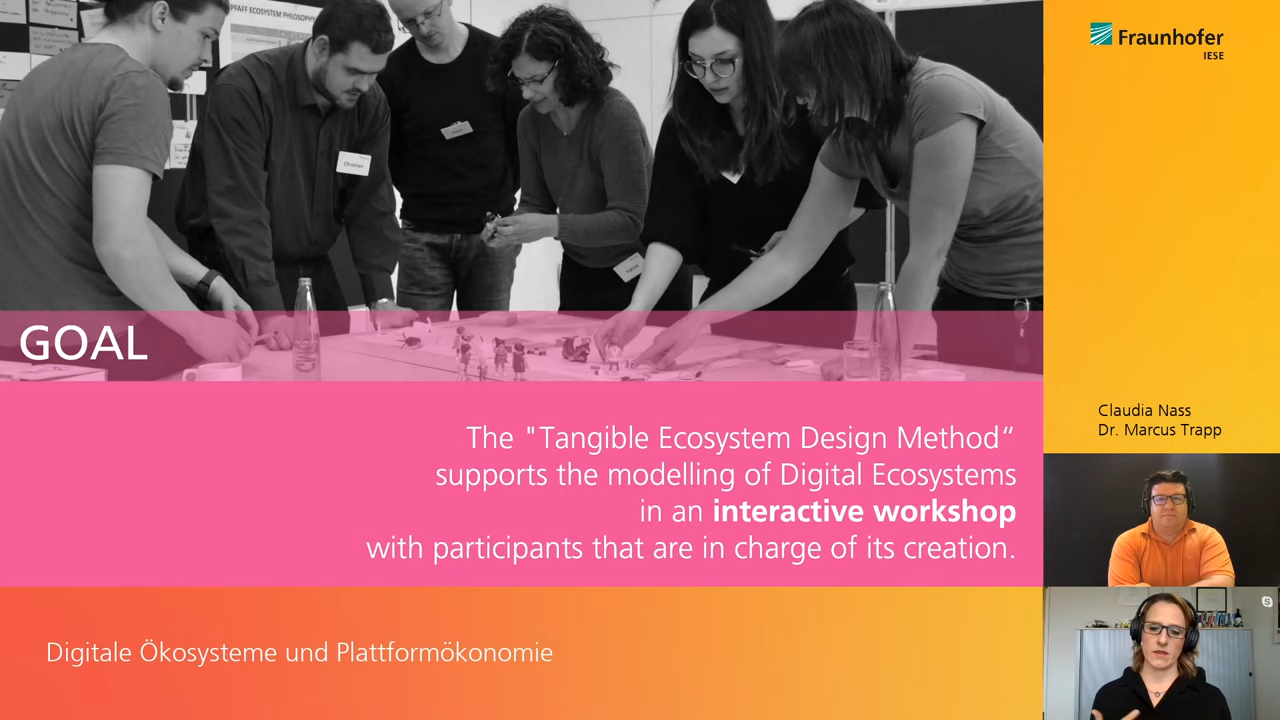 PFAFF ECOSYSTEM PHILOSOPHY
Christian
GOAL
The "Tangible Ecosystem Design Method“
supports the modelling of Digital Ecosystems
in an interactive workshop
with participants that are in charge of its creation.
Digitale Ökosysteme und Plattformökonomie
Fraunhofer
IESE
Claudia Nass
Dr. Marcus Trapp